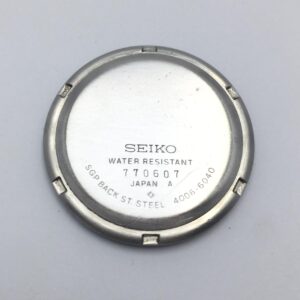 SEIKO
WATER RESISTANT
770607
JAPAN A
SGP BACK ST. STEEL 4006-6040